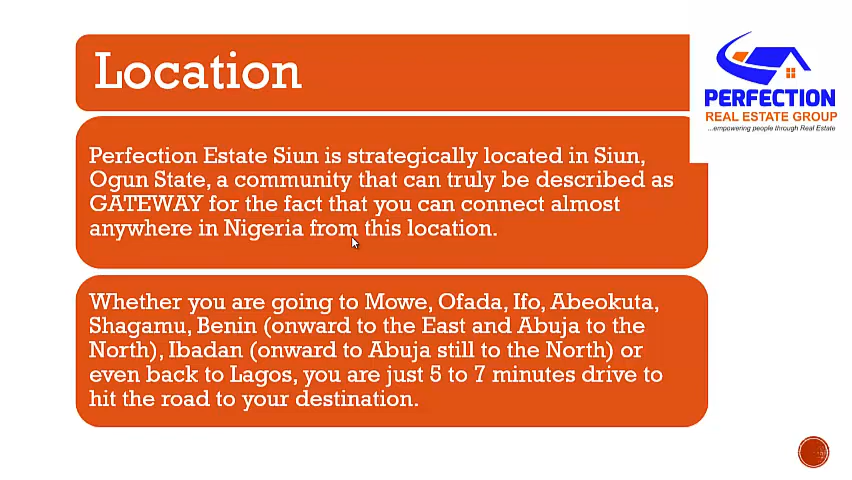 Location
PERFECTION
REAL ESTATE GROUP
...empowering people through Real Estate
Perfection Estate Siun is strategically located in Siun,
Ogun State, a community that can truly be described as
GATEWAY for the fact that you can connect almost
anywhere in Nigeria from this location.
Whether you are going to Mowe, Ofada, Ifo, Abeokuta,
Shagamu, Benin (onward to the East and Abuja to the
North), Ibadan (onward to Abuja still to the North) or
even back to Lagos, you are just 5 to 7 minutes drive to
hit the road to your destination.